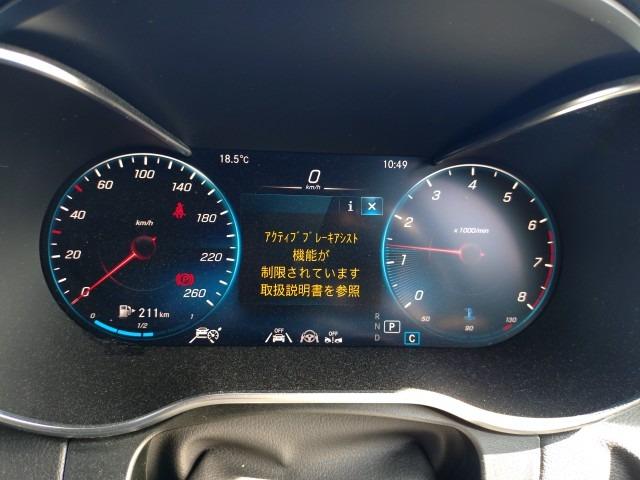 18.5°C
10:49
0
km/h
i ×
アクティブブレーキアシスト
機能が
制限されています
取扱説明書を参照
0 20 40 60 100 140 180 220 260
km/h
P
211km
0 1/2 1
0 1 2 3 4 5 6 7 8
x 1000/min
50 90 130
OFF
OFF
R
N
D
P
C